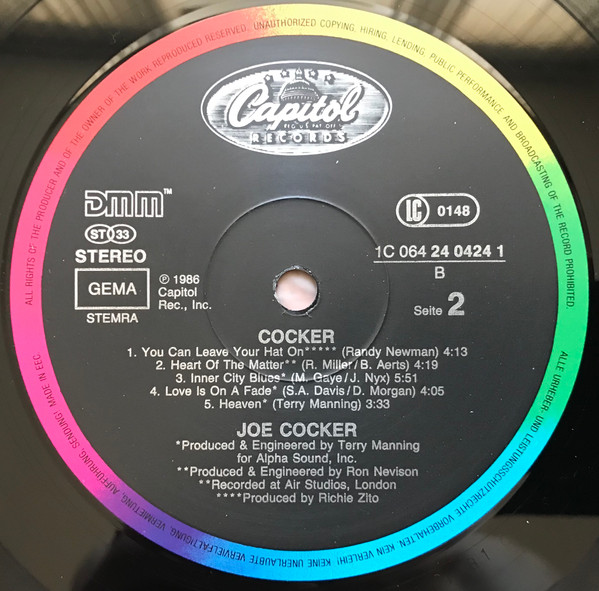 ALL RIGHTS OF THE PRODUCER AND OF THE OWNER OF THE WORK REPRODUCED RESERVED. UNAUTHORIZED COPYING, HIRING, LENDING, PUBLIC PERFORMANCE AND BROADCASTING OF THE RECORD PROHIBITED.
Capitol
REG. U.S. PAT. OFF.
RECORDS
DMM™
LC 0148
ST 33
STEREO
1C 064 24 0424 1
B
GEMA
STEMRA
℗ 1986
Capitol
Rec., Inc.
Seite 2
COCKER
1. You Can Leave Your Hat On***** (Randy Newman) 4:13
2. Heart Of The Matter** (R. Miller/B. Aerts) 4:19
3. Inner City Blues* (M. Gaye/J. Nyx) 5:51
4. Love Is On A Fade* (S.A. Davis/D. Morgan) 4:05
5. Heaven* (Terry Manning) 3:33
JOE COCKER
*Produced & Engineered by Terry Manning
for Alpha Sound, Inc.
**Produced & Engineered by Ron Nevison
**Recorded at Air Studios, London
****Produced by Richie Zito
ALLE URHEBER- UND LEISTUNGSSCHUTZRECHTE VORBEHALTEN. KEIN VERLEIH! KEINE UNERLAUBTE VERVIELFÄLTIGUNG, VERMIETUNG, AUFFÜHRUNG, SENDUNG! MADE IN EEC